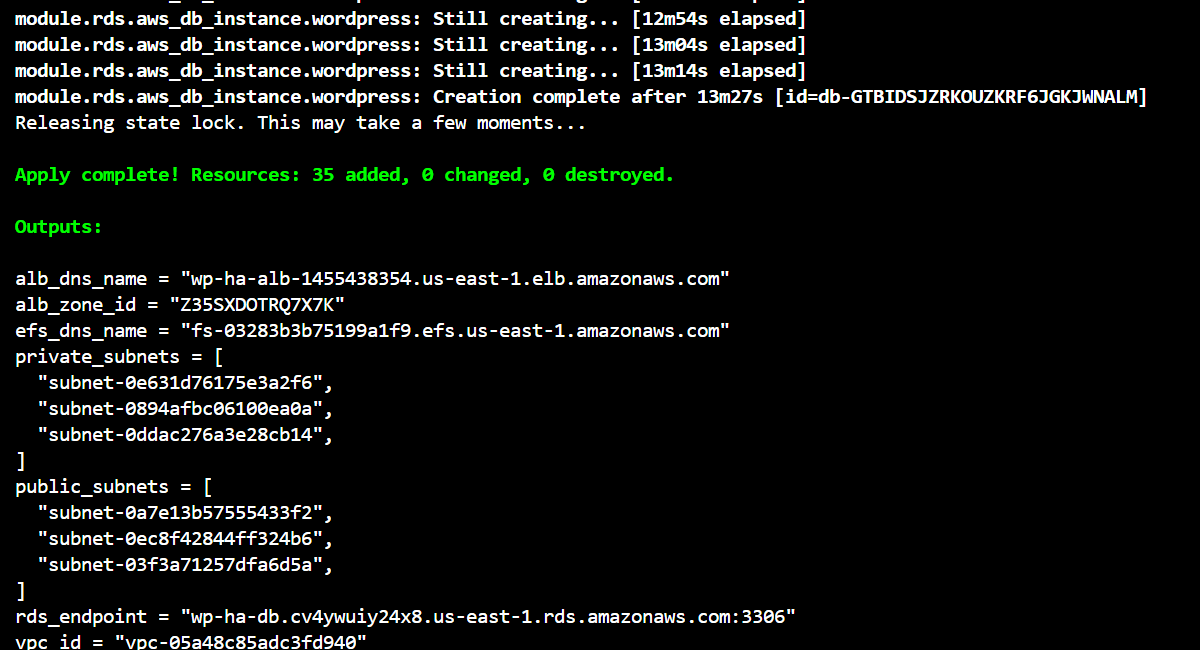 module.rds.aws_db_instance.wordpress: Still creating... [12m54s elapsed]
module.rds.aws_db_instance.wordpress: Still creating... [13m04s elapsed]
module.rds.aws_db_instance.wordpress: Still creating... [13m14s elapsed]
module.rds.aws_db_instance.wordpress: Creation complete after 13m27s [id=db-GTBIDSJZRKOUZKRF6JGKJWNALM]
Releasing state lock. This may take a few moments...
Apply complete! Resources: 35 added, 0 changed, 0 destroyed.
Outputs:
alb_dns_name = "wp-ha-alb-1455438354.us-east-1.elb.amazonaws.com"
alb_zone_id = "Z35SXDOTRQ7X7K"
efs_dns_name = "fs-03283b3b75199a1f9.efs.us-east-1.amazonaws.com"
private_subnets = [
  "subnet-0e631d76175e3a2f6",
  "subnet-0894afbc06100ea0a",
  "subnet-0ddac276a3e28cb14",
]
public_subnets = [
  "subnet-0a7e13b57555433f2",
  "subnet-0ec8f42844ff324b6",
  "subnet-03f3a71257dfa6d5a",
]
rds_endpoint = "wp-ha-db.cv4ywuiy24x8.us-east-1.rds.amazonaws.com:3306"
vpc_id = "vpc-05a48c85adc3fd940"